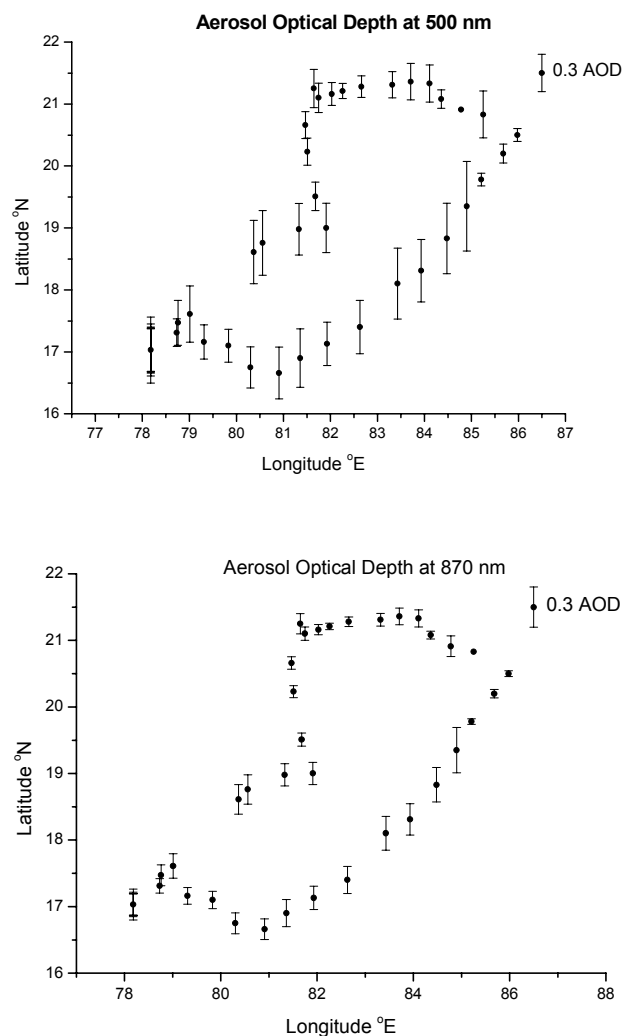 Aerosol Optical Depth at 500 nm
22
21
20
19
18
17
16
Latitude °N
0.3 AOD
77 78 79 80 81 82 83 84 85 86 87
Longitude °E
Aerosol Optical Depth at 870 nm
22
21
20
19
18
17
16
Latitude °N
0.3 AOD
78 80 82 84 86 88
Longitude °E